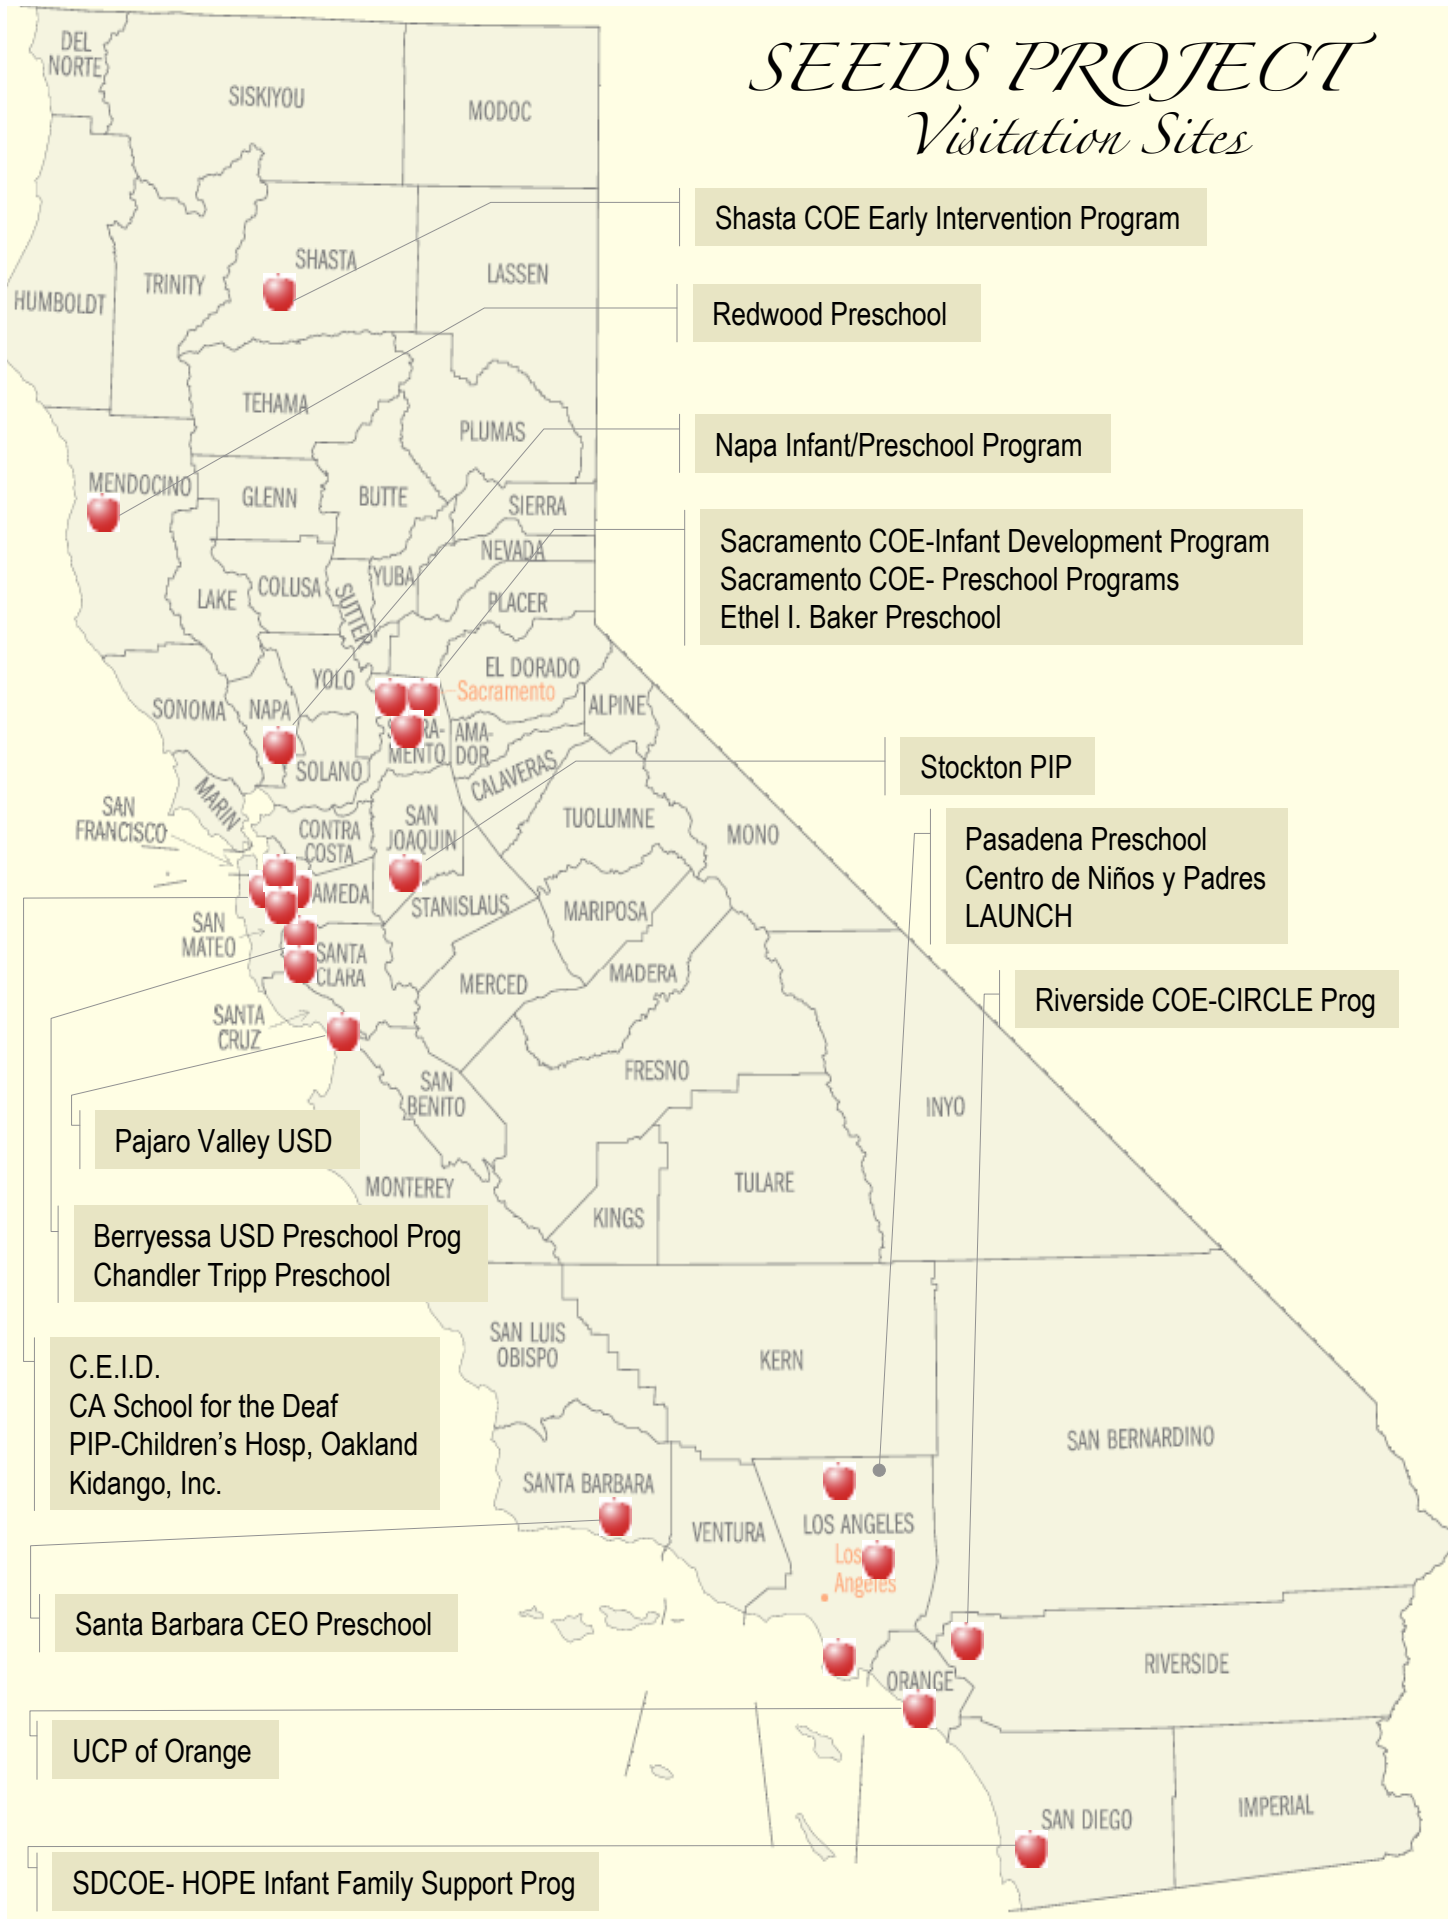 SEEDS PROJECT
Visitation Sites
DEL
NORTE
SISKIYOU
MODOC
Shasta COE Early Intervention Program
SHASTA
TRINITY
LASSEN
HUMBOLDT
Redwood Preschool
TEHAMA
PLUMAS
Napa Infant/Preschool Program
MENDOCINO
GLENN
BUTTE
SIERRA
NEVADA
Sacramento COE-Infant Development Program
Sacramento COE- Preschool Programs
Ethel I. Baker Preschool
YUBA
COLUSA
LAKE
SUTTER
PLACER
EL DORADO
YOLO
Sacramento
SONOMA
NAPA
ALPINE
RA-
MENTO
AMA-
DOR
SOLANO
CALAVERAS
Stockton PIP
MARIN
SAN
FRANCISCO
CONTRA
COSTA
SAN
JOAQUIN
TUOLUMNE
MONO
Pasadena Preschool
Centro de Niños y Padres
LAUNCH
AMEDA
STANISLAUS
MARIPOSA
SAN
MATEO
SANTA
CLARA
MERCED
MADERA
Riverside COE-CIRCLE Prog
SANTA
CRUZ
FRESNO
SAN
BENITO
INYO
Pajaro Valley USD
MONTEREY
TULARE
KINGS
Berryessa USD Preschool Prog
Chandler Tripp Preschool
SAN LUIS
OBISPO
KERN
C.E.I.D.
CA School for the Deaf
PIP-Children’s Hosp, Oakland
Kidango, Inc.
SAN BERNARDINO
SANTA BARBARA
VENTURA
LOS ANGELES
Los
Angeles
Santa Barbara CEO Preschool
RIVERSIDE
ORANGE
UCP of Orange
SAN DIEGO
IMPERIAL
SDCOE- HOPE Infant Family Support Prog